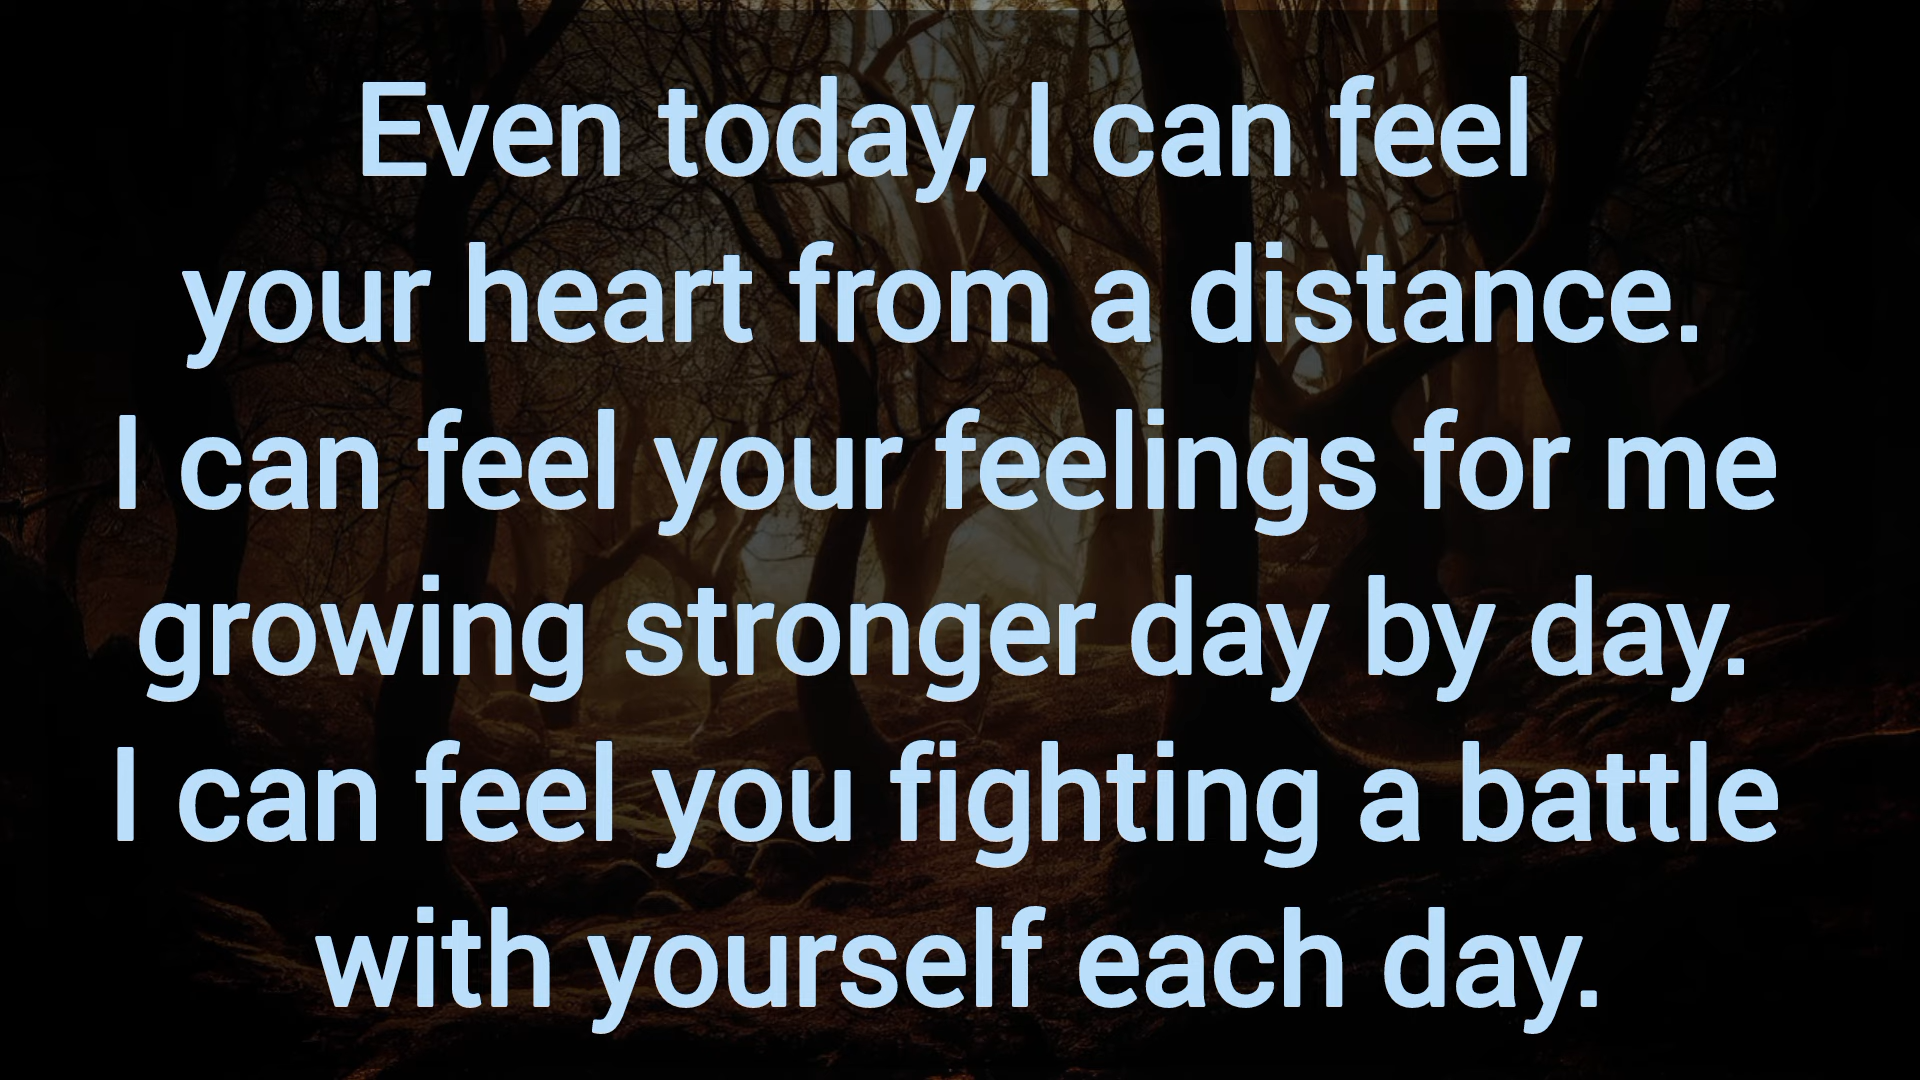 Even today, I can feel
your heart from a distance.
I can feel your feelings for me
growing stronger day by day.
I can feel you fighting a battle
with yourself each day.